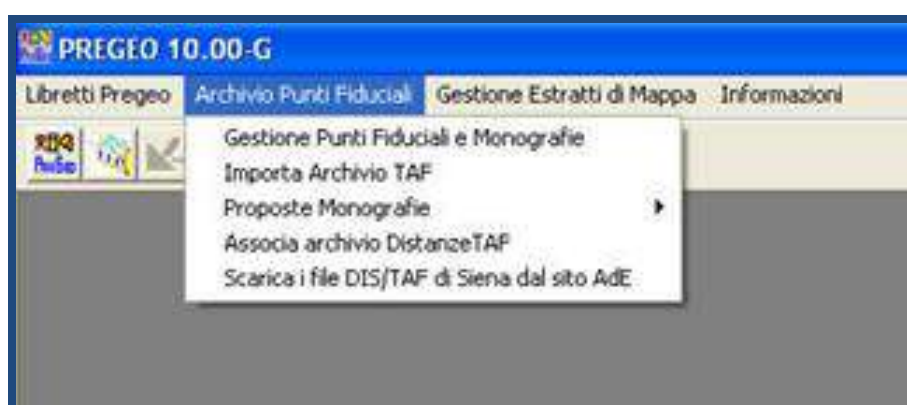 PREGEO 10.00-G
Libretti Pregeo Archivio Punti Fiduciali Gestione Estratti di Mappa Informazioni
Gestione Punti Fiduciali e Monografie
Importa Archivio TAF
Proposte Monografie
Associa archivio DistanzeTAF
Scarica i file DIS/TAF di Siena dal sito AdE